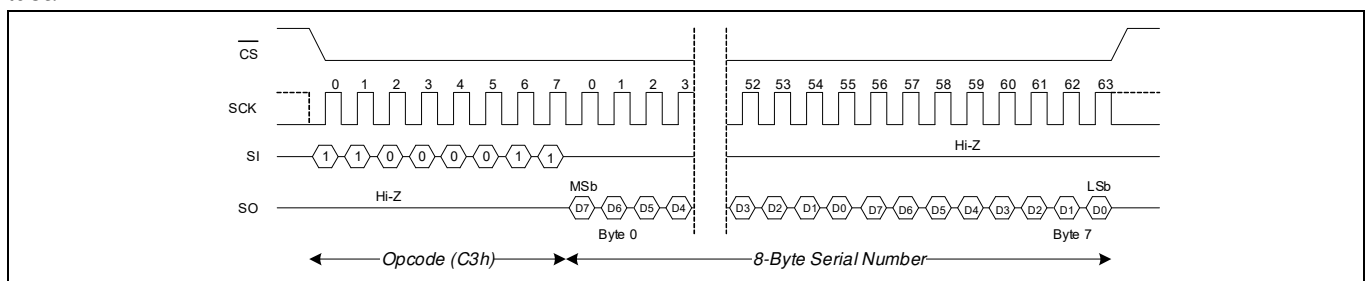 CS
0 1 2 3 4 5 6 7 0 1 2 3 52 53 54 55 56 57 58 59 60 61 62 63
SCK
Hi-Z
SI 1 1 0 0 0 0 1 1
MSb LSb
Hi-Z
SO D7 D6 D5 D4 D3 D2 D1 D0 D7 D6 D5 D4 D3 D2 D1 D0
Byte 0 Byte 7
Opcode (C3h) 8-Byte Serial Number